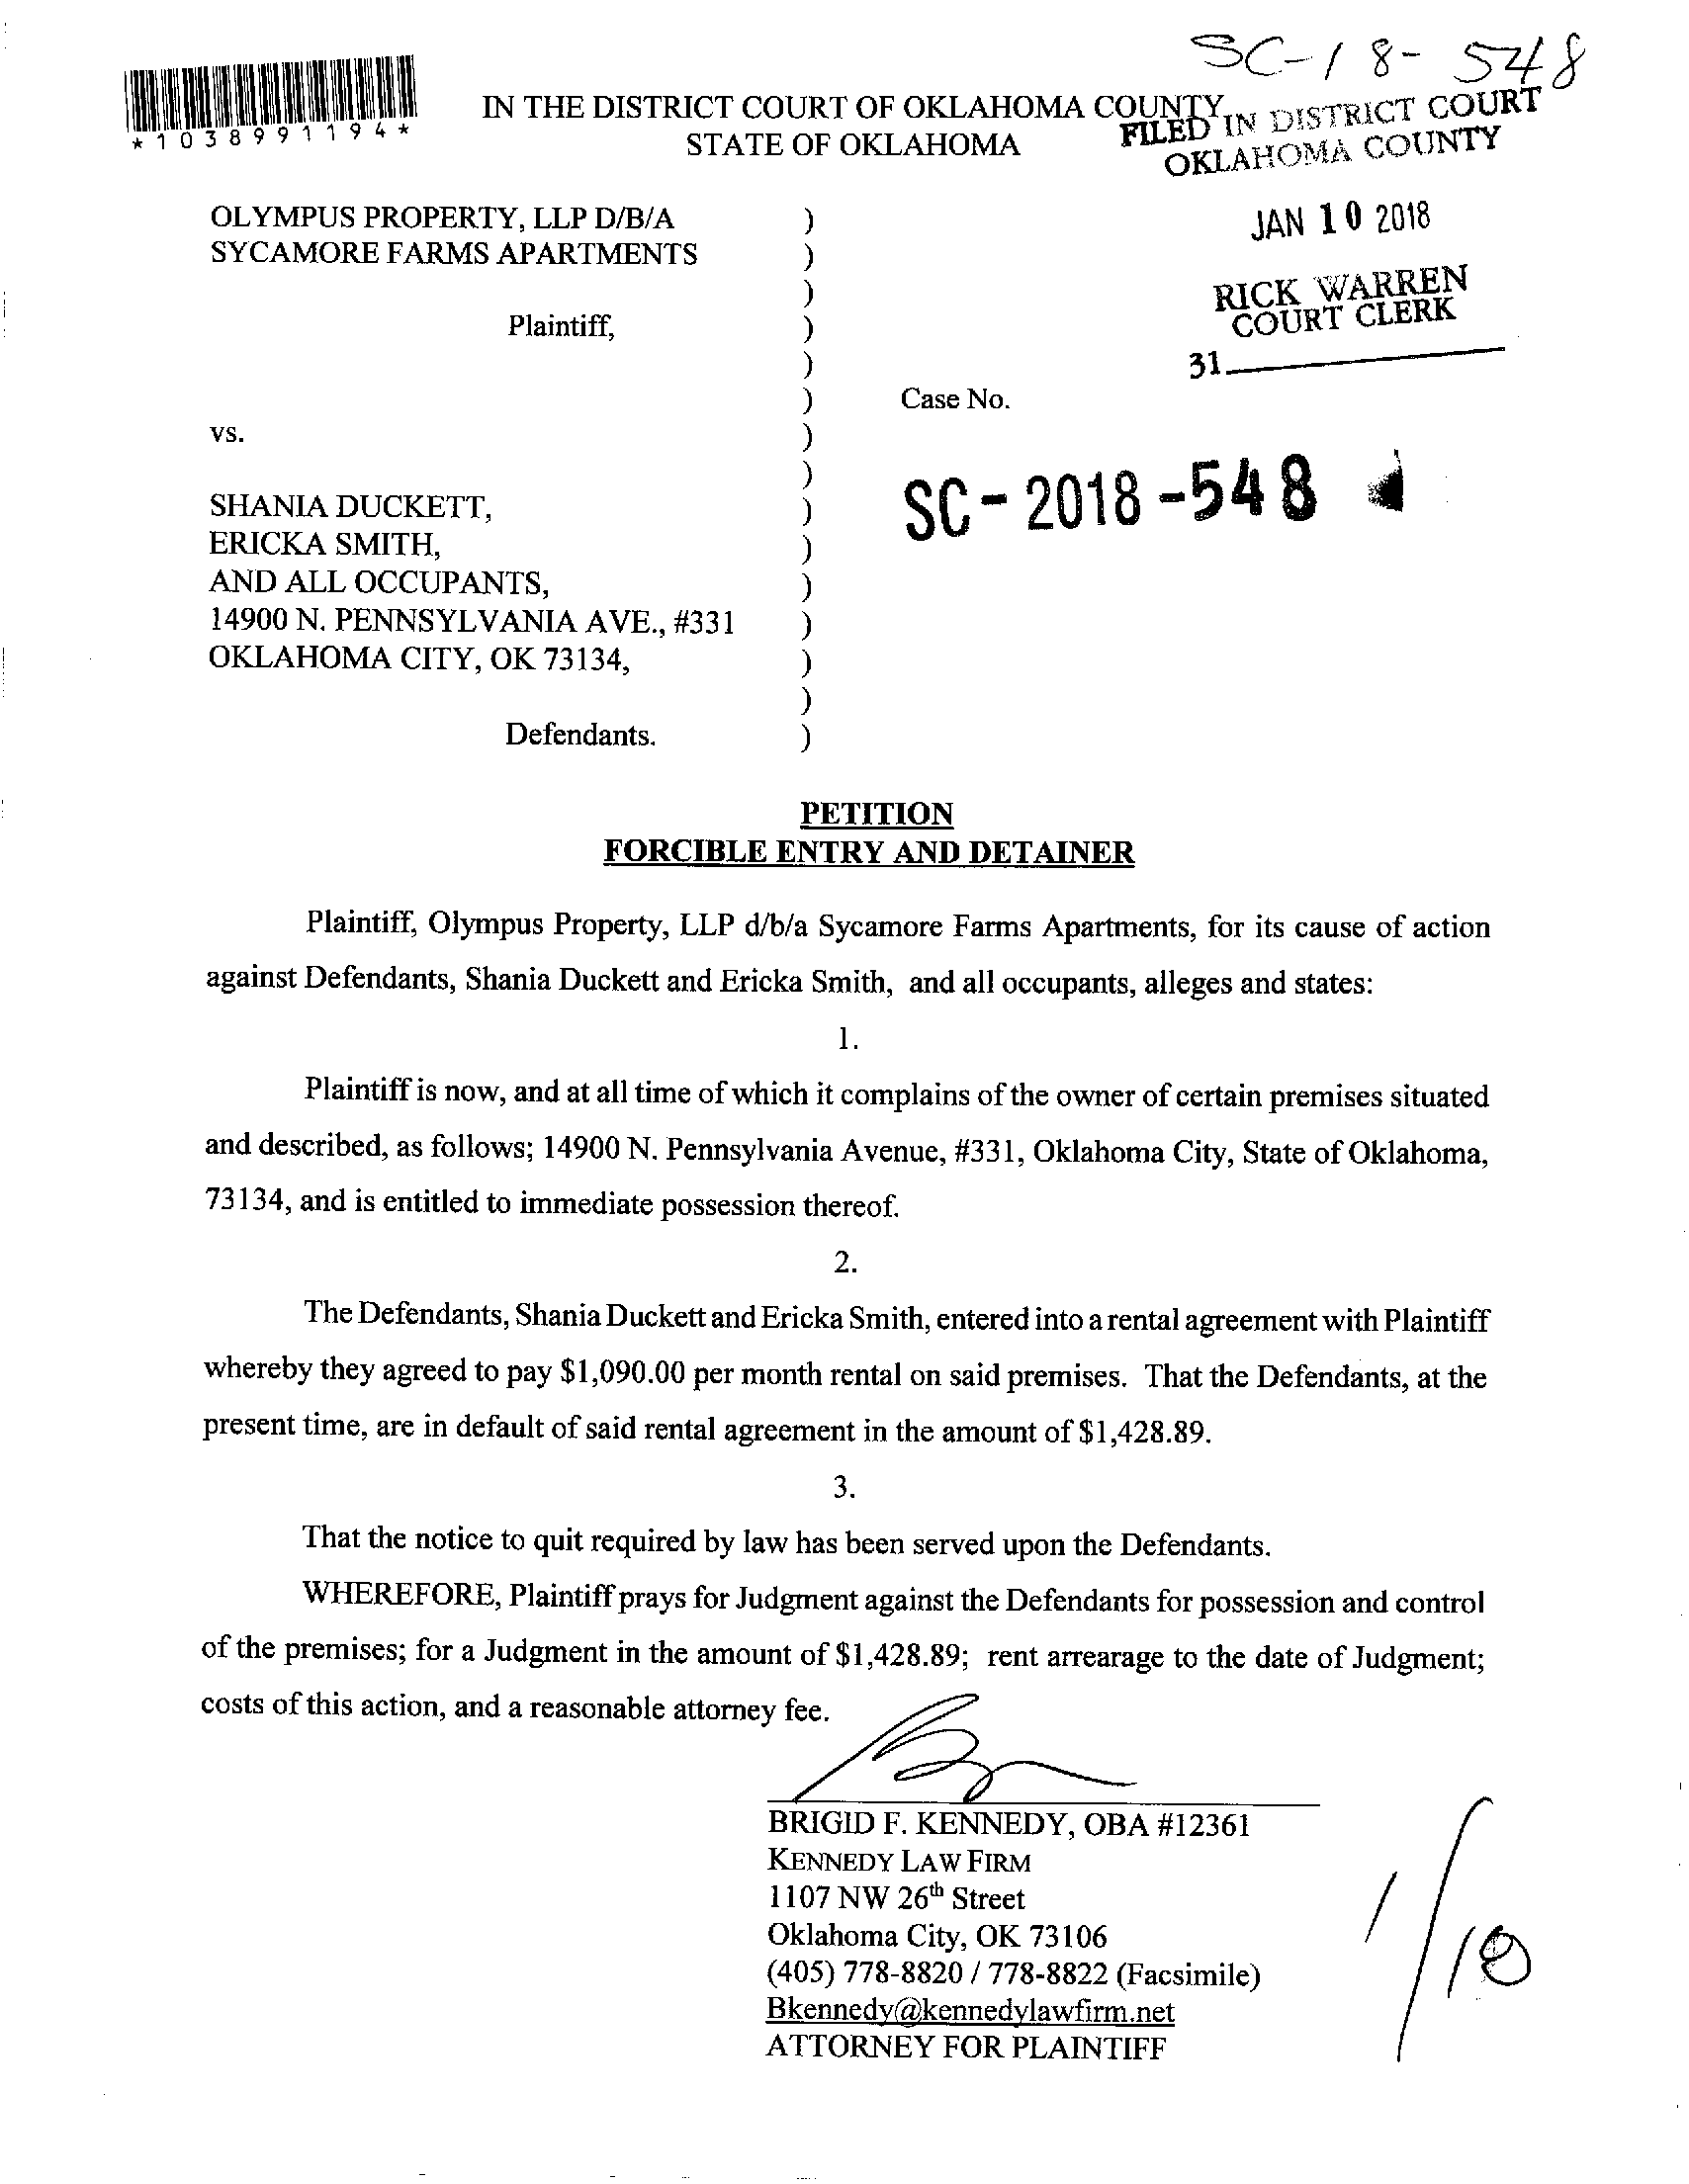 SC-18-548
*1038991194*
IN THE DISTRICT COURT OF OKLAHOMA COUNTY
STATE OF OKLAHOMA
FILED IN DISTRICT COURT
OKLAHOMA COUNTY
JAN 10 2018
RICK WARREN
COURT CLERK
31
OLYMPUS PROPERTY, LLP D/B/A )
SYCAMORE FARMS APARTMENTS )
)
Plaintiff, )
)
) Case No.
vs. )
)
SHANIA DUCKETT, ) SC-2018-548
ERICKA SMITH, )
AND ALL OCCUPANTS, )
14900 N. PENNSYLVANIA AVE., #331 )
OKLAHOMA CITY, OK 73134, )
)
Defendants. )
PETITION
FORCIBLE ENTRY AND DETAINER
Plaintiff, Olympus Property, LLP d/b/a Sycamore Farms Apartments, for its cause of action
against Defendants, Shania Duckett and Ericka Smith, and all occupants, alleges and states:
1.
Plaintiff is now, and at all time of which it complains of the owner of certain premises situated
and described, as follows; 14900 N. Pennsylvania Avenue, #331, Oklahoma City, State of Oklahoma,
73134, and is entitled to immediate possession thereof.
2.
The Defendants, Shania Duckett and Ericka Smith, entered into a rental agreement with Plaintiff
whereby they agreed to pay $1,090.00 per month rental on said premises. That the Defendants, at the
present time, are in default of said rental agreement in the amount of $1,428.89.
3.
That the notice to quit required by law has been served upon the Defendants.
WHEREFORE, Plaintiff prays for Judgment against the Defendants for possession and control
of the premises; for a Judgment in the amount of $1,428.89; rent arrearage to the date of Judgment;
costs of this action, and a reasonable attorney fee.
BRIGID F. KENNEDY, OBA #12361
KENNEDY LAW FIRM
1107 NW 26th Street
Oklahoma City, OK 73106
(405) 778-8820 / 778-8822 (Facsimile)
Bkennedy@kennedylawfirm.net
ATTORNEY FOR PLAINTIFF